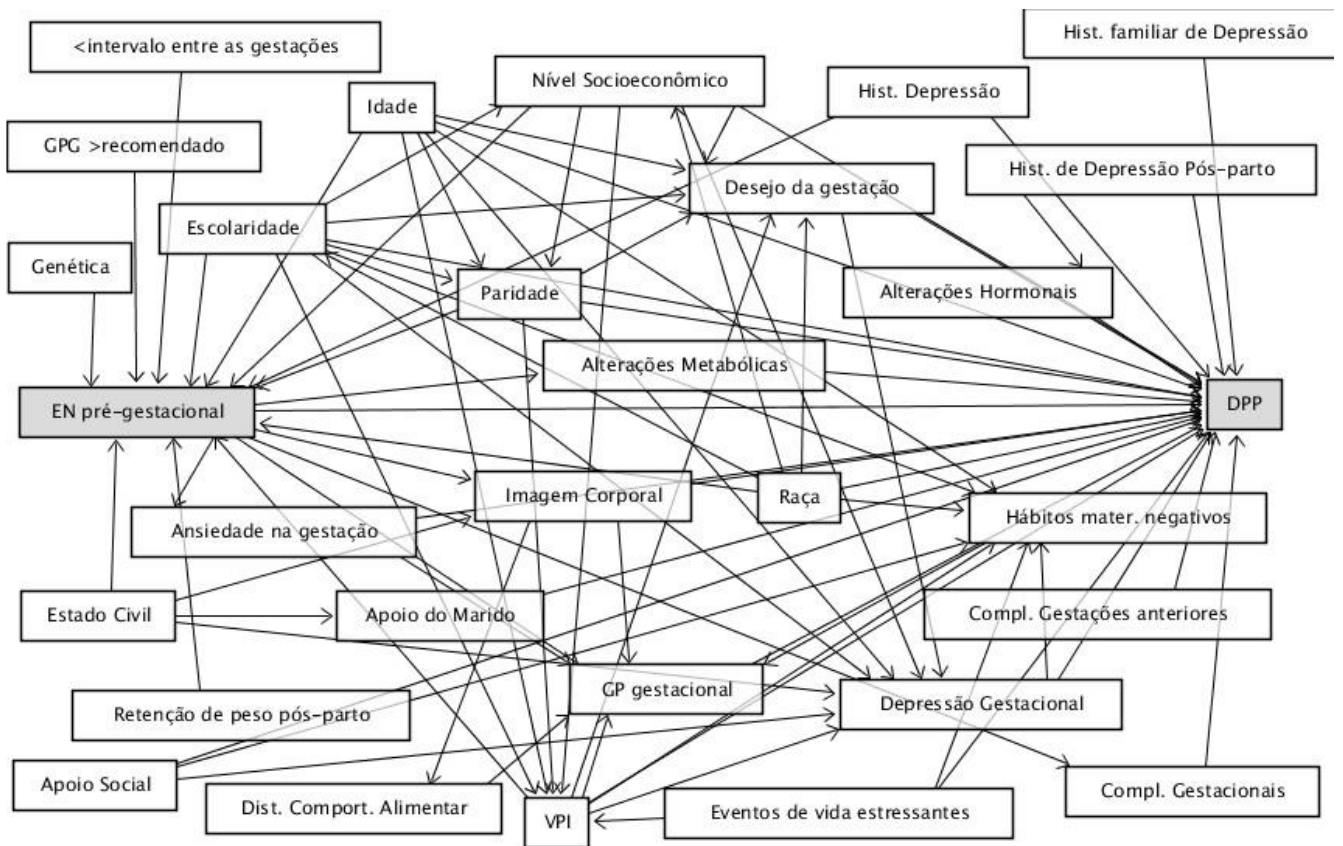 Hist. familiar de Depressão
<intervalo entre as gestações
Nível Socioeconômico
Hist. Depressão
Idade
GPG >recomendado
Hist. de Depressão Pós-parto
Desejo da gestação
Escolaridade
Genética
Paridade
Alterações Hormonais
Alterações Metabólicas
EN pré-gestacional
DPP
Imagem Corporal
Raça
Hábitos mater. negativos
Ansiedade na gestação
Estado Civil
Apoio do Marido
Compl. Gestações anteriores
GP gestacional
Depressão Gestacional
Retenção de peso pós-parto
Apoio Social
Compl. Gestacionais
Dist. Comport. Alimentar
VPI
Eventos de vida estressantes